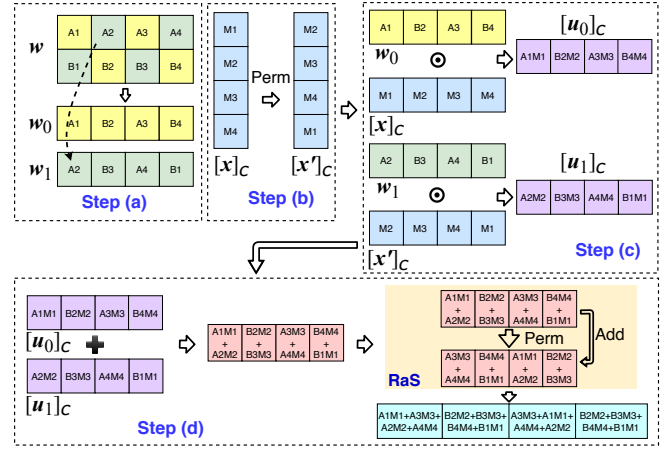 w
A1 A2 A3 A4
B1 B2 B3 B4
w0
A1 B2 A3 B4
w1
A2 B3 A4 B1
Step (a)
M1 M2
M2 M3
Perm
M3 M4
M4 M1
[x]C [x']C
Step (b)
A1 B2 A3 B4
w0 ⊙
M1 M2 M3 M4
[x]C
[u0]C
A1M1 B2M2 A3M3 B4M4
A2 B3 A4 B1
w1 ⊙
M2 M3 M4 M1
[x']C
[u1]C
A2M2 B3M3 A4M4 B1M1
Step (c)
A1M1 B2M2 A3M3 B4M4
[u0]C
+
A2M2 B3M3 A4M4 B1M1
[u1]C
Step (d)
A1M1 B2M2 A3M3 B4M4
+ + + +
A2M2 B3M3 A4M4 B1M1
A1M1 B2M2 A3M3 B4M4
+ + + +
A2M2 B3M3 A4M4 B1M1
Perm Add
A3M3 B4M4 A1M1 B2M2
+ + + +
A4M4 B1M1 A2M2 B3M3
RaS
A1M1+A3M3+ B2M2+B3M3+ A3M3+A1M1+ B2M2+B3M3+
A2M2+A4M4 B4M4+B1M1 A4M4+A2M2 B4M4+B1M1